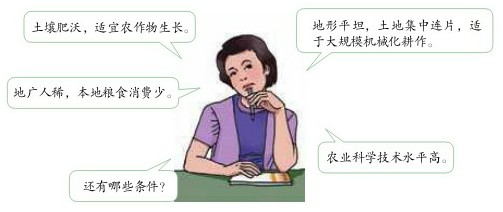 土壤肥沃，适宜农作物生长。
地形平坦，土地集中连片，适
于大规模机械化耕作。
地广人稀，本地粮食消费少。
农业科学技术水平高。
还有哪些条件？